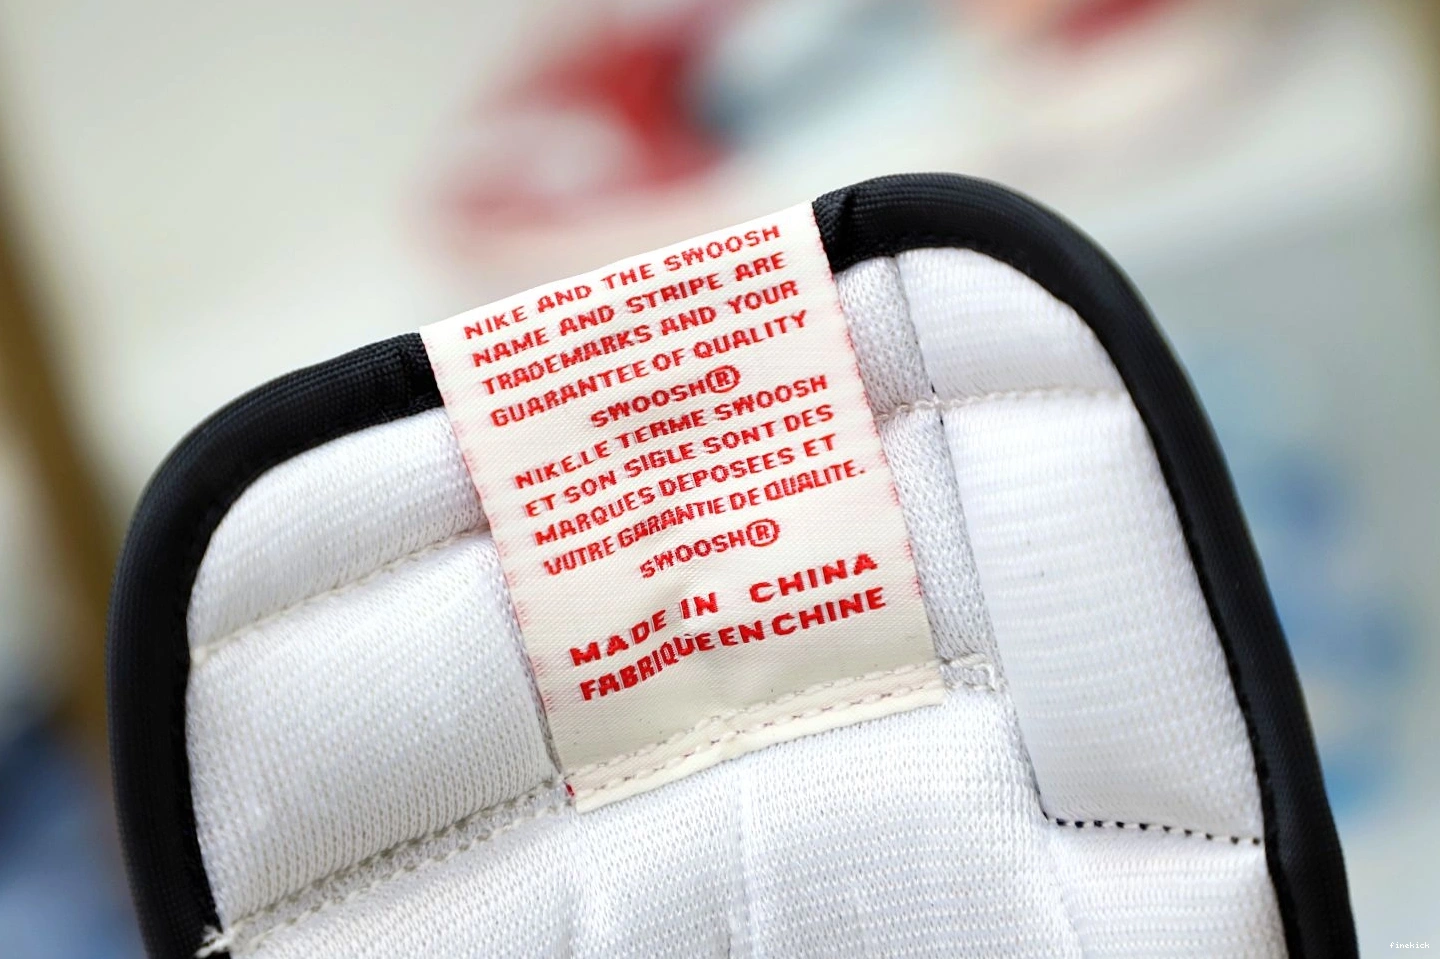 NIKE AND THE SWOOSH
NAME AND STRIPE ARE
TRADEMARKS AND YOUR
GUARANTEE OF QUALITY
SWOOSH®
NIKE.LE TERME SWOOSH
ET SON SIGLE SONT DES
MARQUES DEPOSEES ET
VUTRE GARANTIE DE QUALITE.
SWOOSH®
MADE IN CHINA
FABRIQUE EN CHINE
finekick